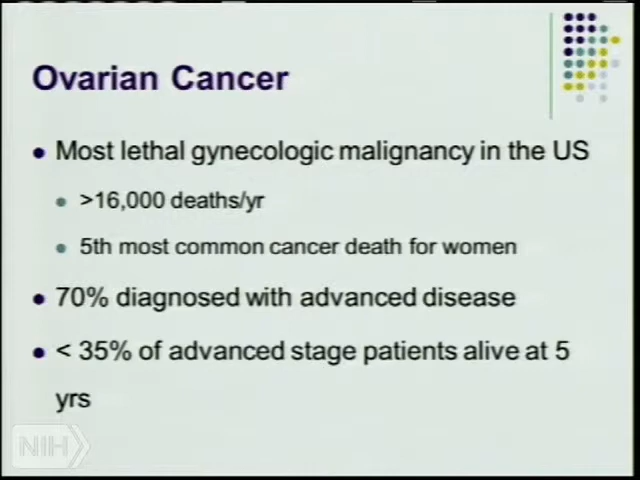 Ovarian Cancer
Most lethal gynecologic malignancy in the US
>16,000 deaths/yr
5th most common cancer death for women
70% diagnosed with advanced disease
< 35% of advanced stage patients alive at 5
yrs
NIH